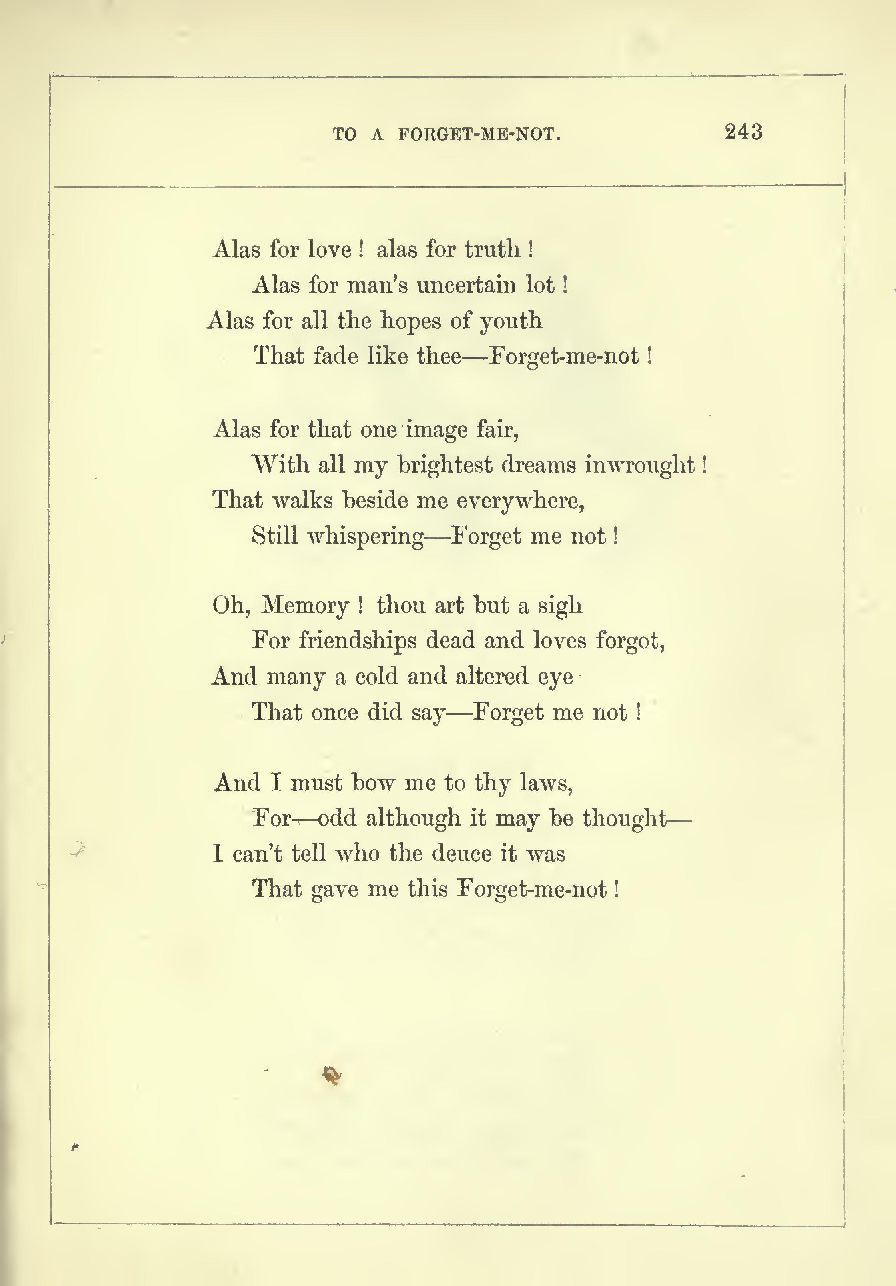 TO A FORGET-ME-NOT. 243
Alas for love ! alas for truth !
Alas for man's uncertain lot !
Alas for all the hopes of youth
That fade like thee—Forget-me-not !
Alas for that one image fair,
With all my brightest dreams inwrought !
That walks beside me everywhere,
Still whispering—Forget me not !
Oh, Memory ! thou art but a sigh
For friendships dead and loves forgot,
And many a cold and altered eye
That once did say—Forget me not !
And I must bow me to thy laws,
For—odd although it may be thought—
I can't tell who the deuce it was
That gave me this Forget-me-not !